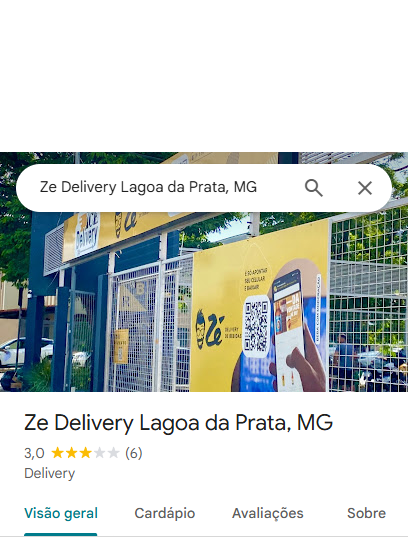 Ze Delivery Lagoa da Prata, MG
Zé
Delivery
É SÓ APONTAR
SEU CELULAR
E BAIXAR
Zé
DELIVERY
DE BEBIDAS
Ze Delivery Lagoa da Prata, MG
3,0 (6)
Delivery
Visão geral
Cardápio
Avaliações
Sobre